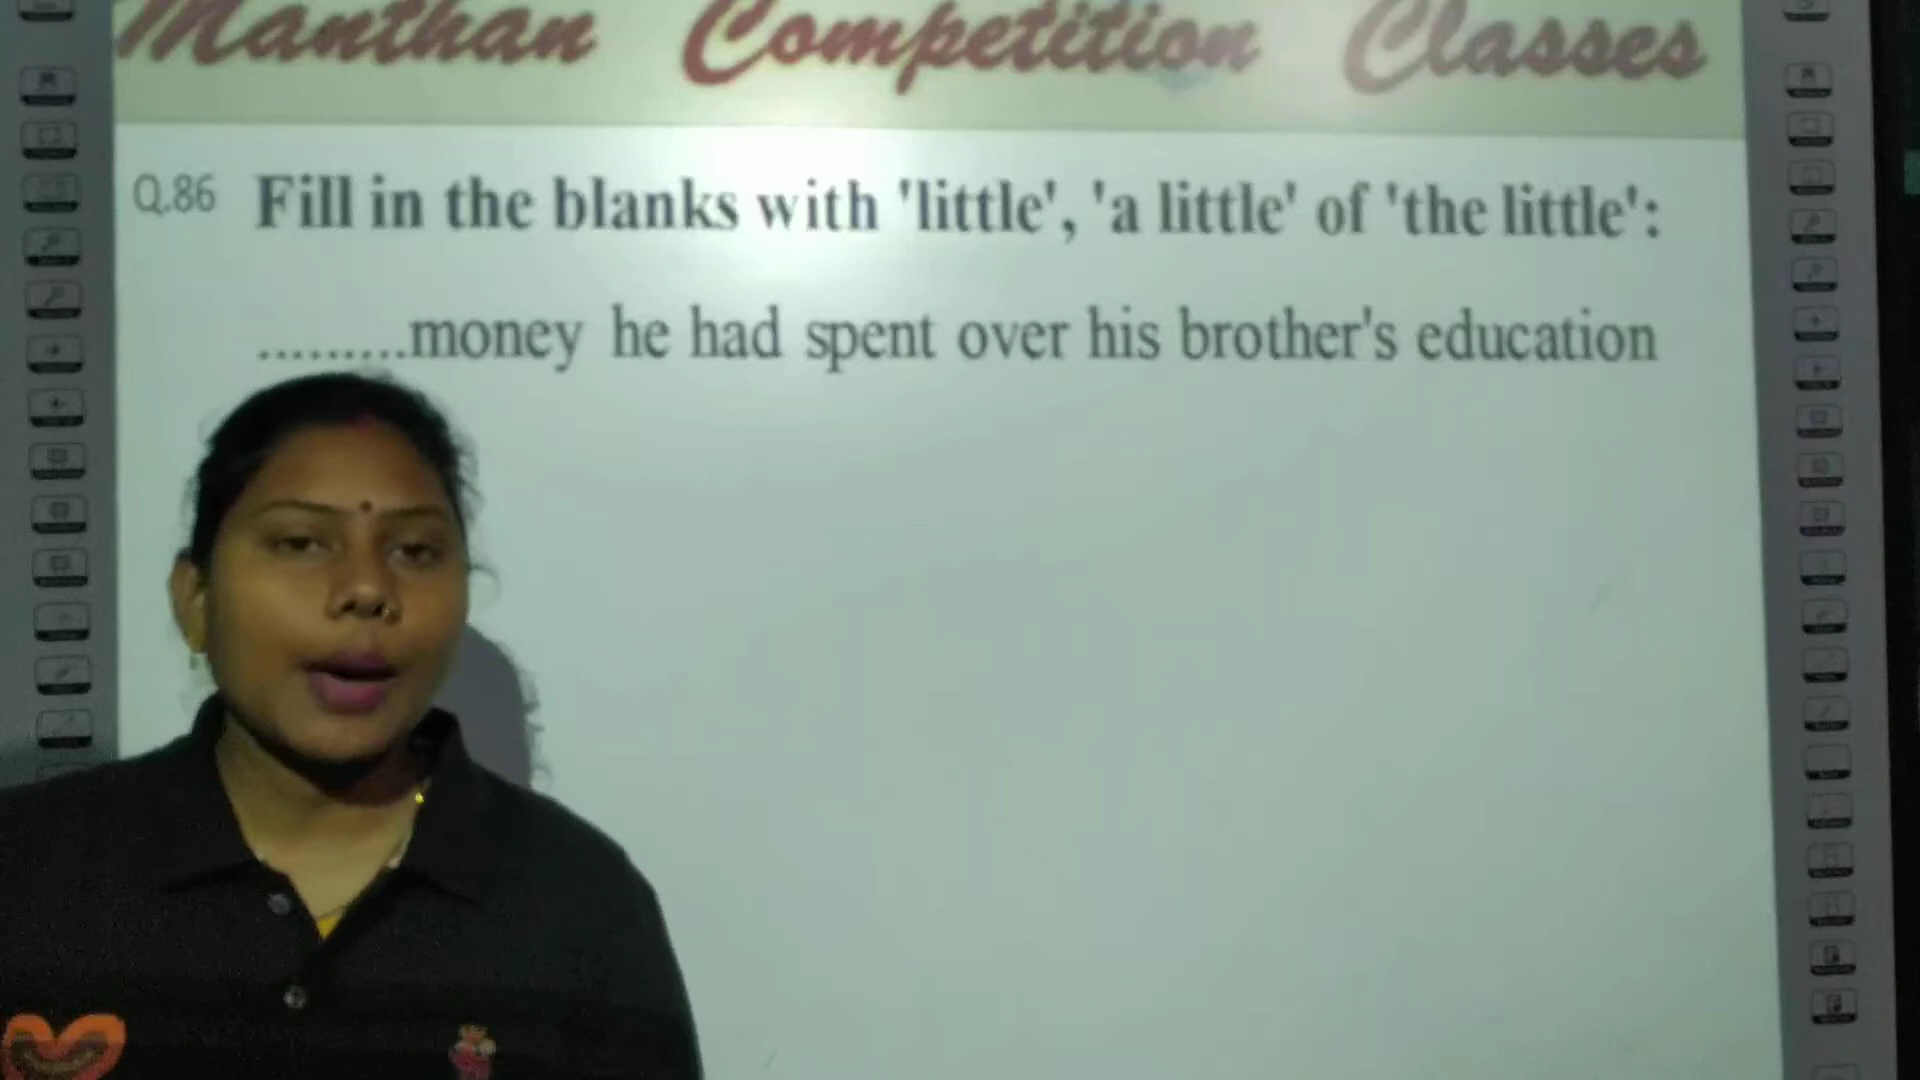 Manthan Competition Classes
Q.86 Fill in the blanks with 'little', 'a little' of 'the little':
.........money he had spent over his brother's education